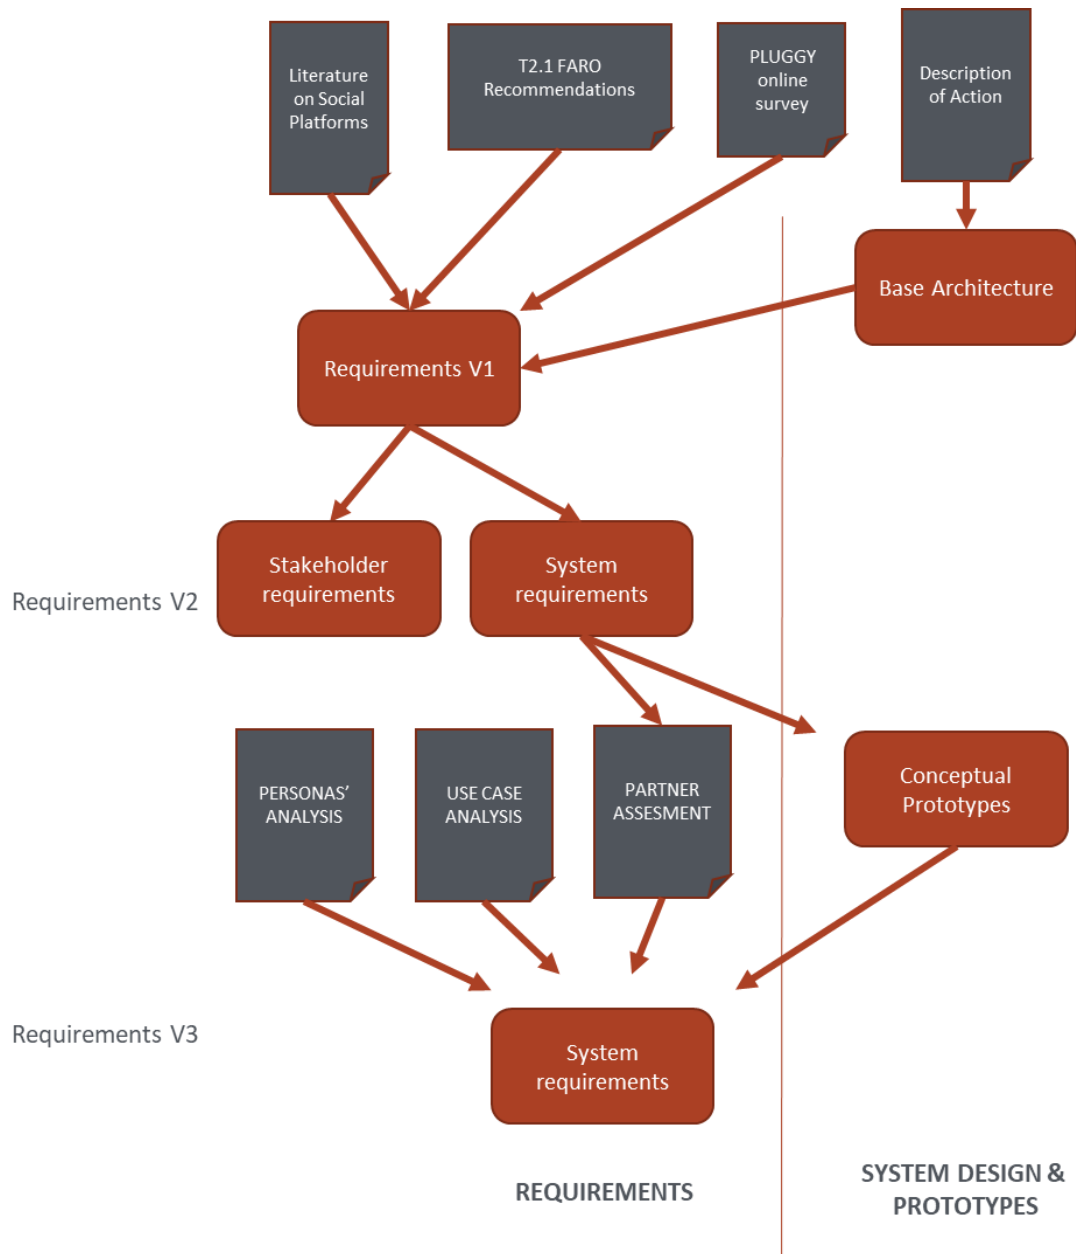 Literature
on Social
Platforms
T2.1 FARO
Recommendations
PLUGGY
online
survey
Description
of Action
Base Architecture
Requirements V1
Stakeholder
requirements
System
requirements
Requirements V2
PERSONAS’
ANALYSIS
USE CASE
ANALYSIS
PARTNER
ASSESMENT
Conceptual
Prototypes
Requirements V3
System
requirements
REQUIREMENTS
SYSTEM DESIGN &
PROTOTYPES